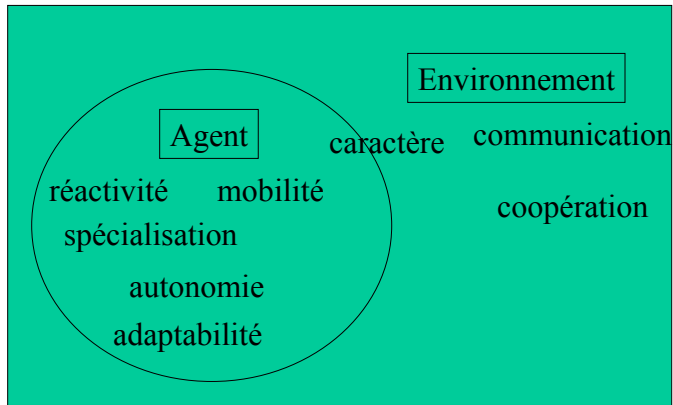 Environnement
Agent
caractère
communication
réactivité
mobilité
coopération
spécialisation
autonomie
adaptabilité